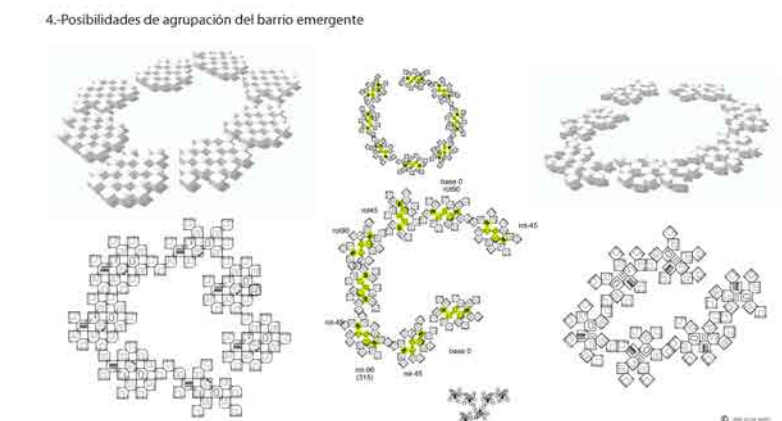 4.-Posibilidades de agrupación del barrio emergente
base 0
rot90
rot45
rot-45
rot90
rot-45
base 0
rot-90
(315)
rot-45